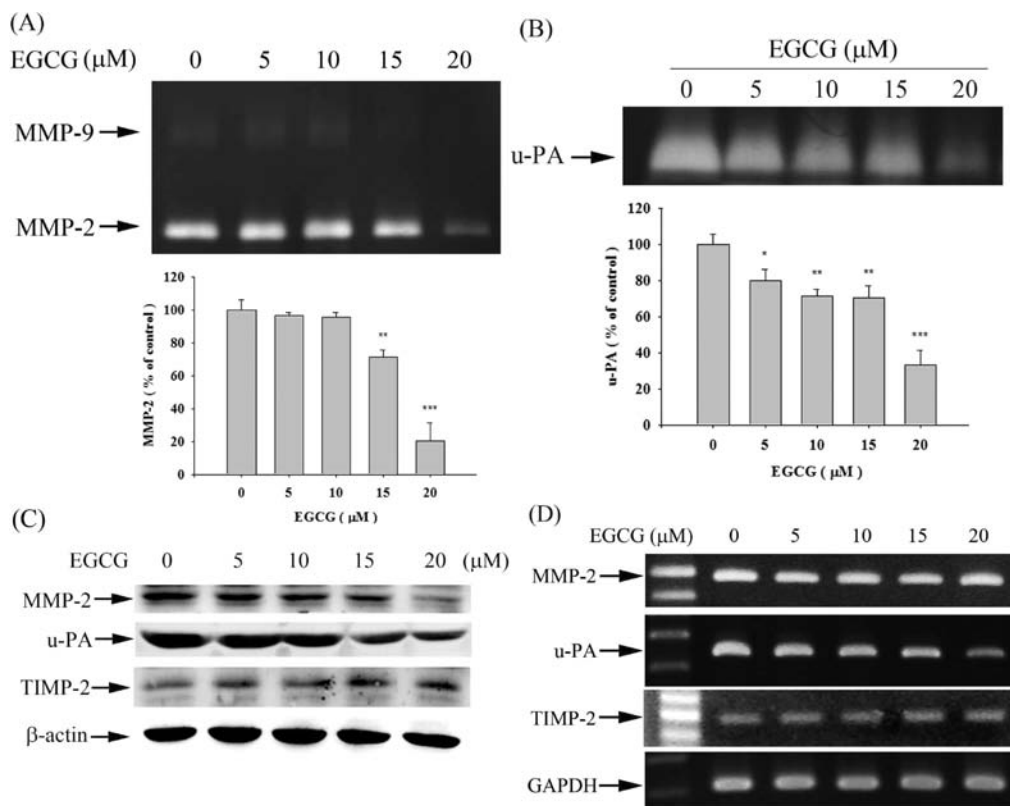 (A)
EGCG (μM) 0 5 10 15 20
MMP-9
MMP-2
120
100
80
60
40
20
0
MMP-2 ( % of control)
** ***
0 5 10 15 20
EGCG ( μM )
(B)
EGCG (μM)
0 5 10 15 20
u-PA
120
100
80
60
40
20
0
u-PA ( % of control)
* ** ** ***
0 5 10 15 20
EGCG ( μM )
(C)
EGCG 0 5 10 15 20 (μM)
MMP-2
u-PA
TIMP-2
β-actin
(D)
EGCG (μM) 0 5 10 15 20
MMP-2
u-PA
TIMP-2
GAPDH